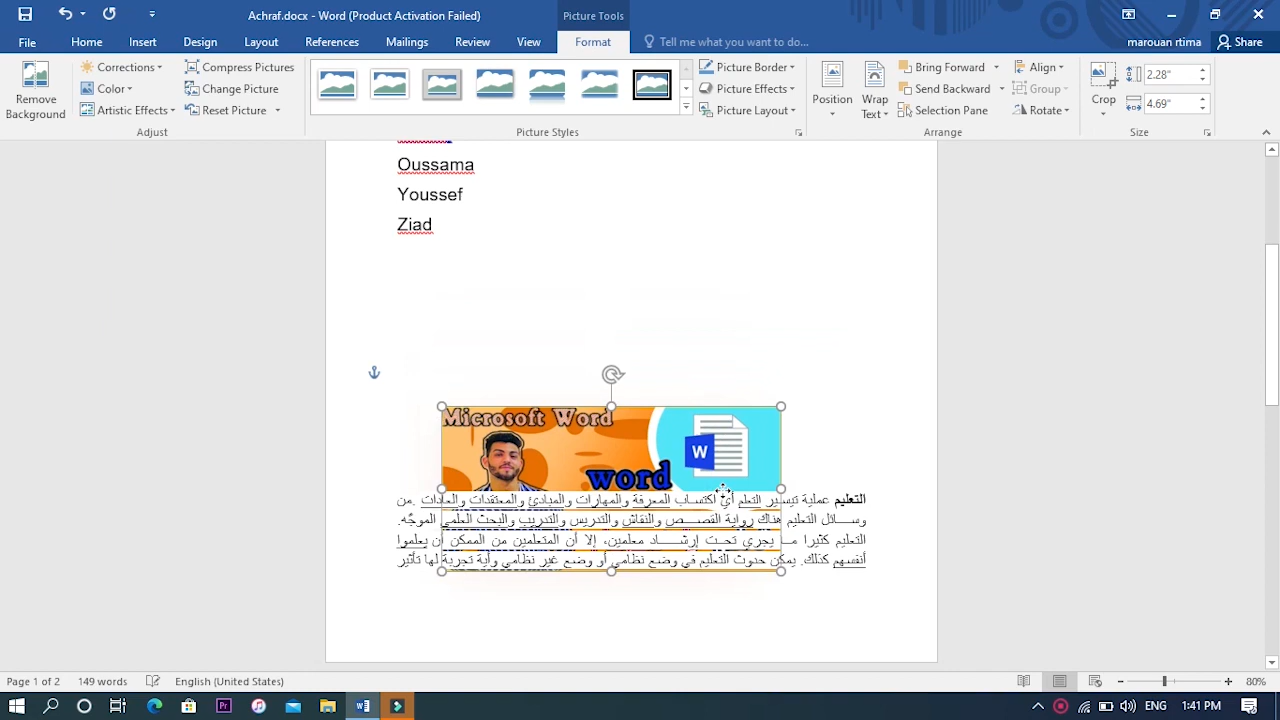 Achraf.docx - Word (Product Activation Failed)
Picture Tools
File
Home
Insert
Design
Layout
References
Mailings
Review
View
Format
Tell me what you want to do...
marouan rtima
Share
Remove
Background
Corrections
Color
Artistic Effects
Compress Pictures
Change Picture
Reset Picture
Adjust
Picture Styles
Picture Border
Picture Effects
Picture Layout
Position
Wrap
Text
Bring Forward
Send Backward
Selection Pane
Align
Group
Rotate
Arrange
Crop
2.28"
4.69"
Size
Oussama
Youssef
Ziad
Microsoft Word
W
word
التعليم عملية تيسير التعلم أي اكتساب المعرفة والمهارات والمبادئ والمعتقدات والعادات. من
وسـائل التعليم هناك رواية القصـص والنقاش والتدريس والتدريب والبحث العلمي الموجّه.
التعليم كثيرا مـا يجري تحـت إرشـاد معلمين، إلا أن المتعلمين من الممكن أن يعلموا
أنفسهم كذلك. يمكن حدوث التعليم في وضع نظامي أو وضع غير نظامي وأية تجربة لها تأثير
Page 1 of 2
149 words
English (United States)
80%
ENG
1:41 PM